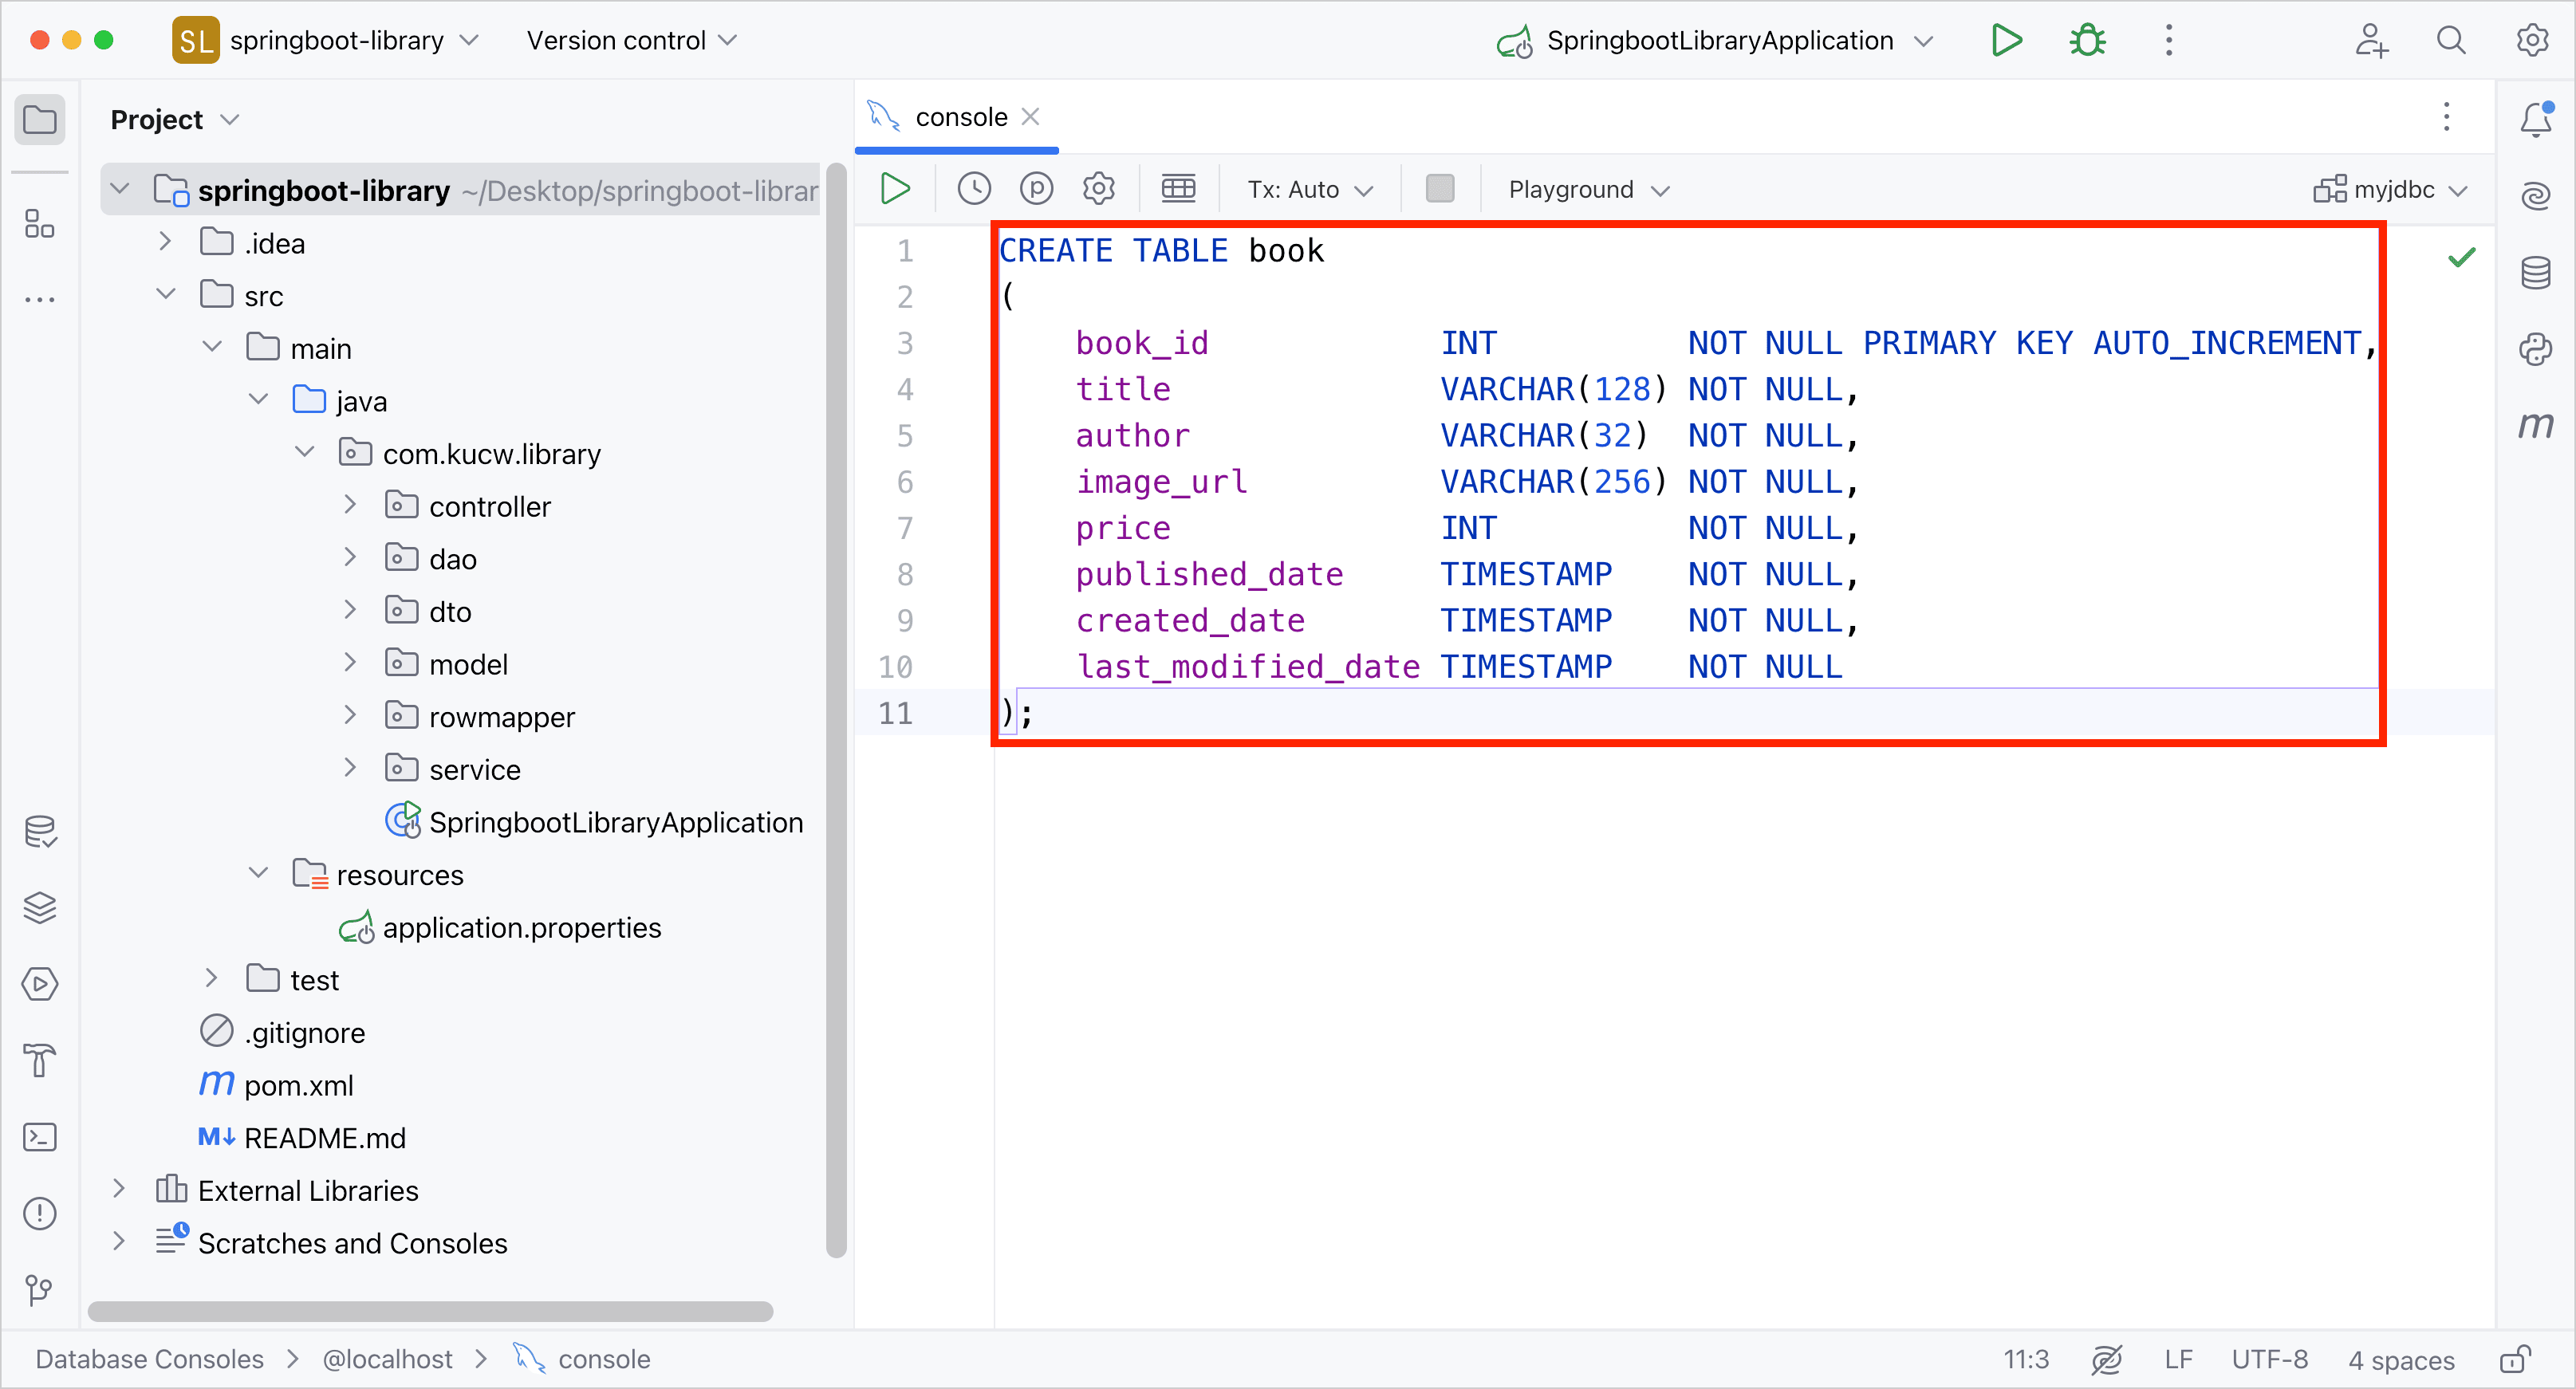 SL springboot-library Version control SpringbootLibraryApplication
Project
springboot-library ~/Desktop/springboot-librar
.idea
src
main
java
com.kucw.library
controller
dao
dto
model
rowmapper
service
SpringbootLibraryApplication
resources
application.properties
test
.gitignore
m pom.xml
M↓ README.md
External Libraries
Scratches and Consoles
console
Tx: Auto Playground myjdbc
1 CREATE TABLE book
2 (
3 book_id INT NOT NULL PRIMARY KEY AUTO_INCREMENT,
4 title VARCHAR(128) NOT NULL,
5 author VARCHAR(32) NOT NULL,
6 image_url VARCHAR(256) NOT NULL,
7 price INT NOT NULL,
8 published_date TIMESTAMP NOT NULL,
9 created_date TIMESTAMP NOT NULL,
10 last_modified_date TIMESTAMP NOT NULL
11 );
m
Database Consoles > @localhost > console 11:3 LF UTF-8 4 spaces